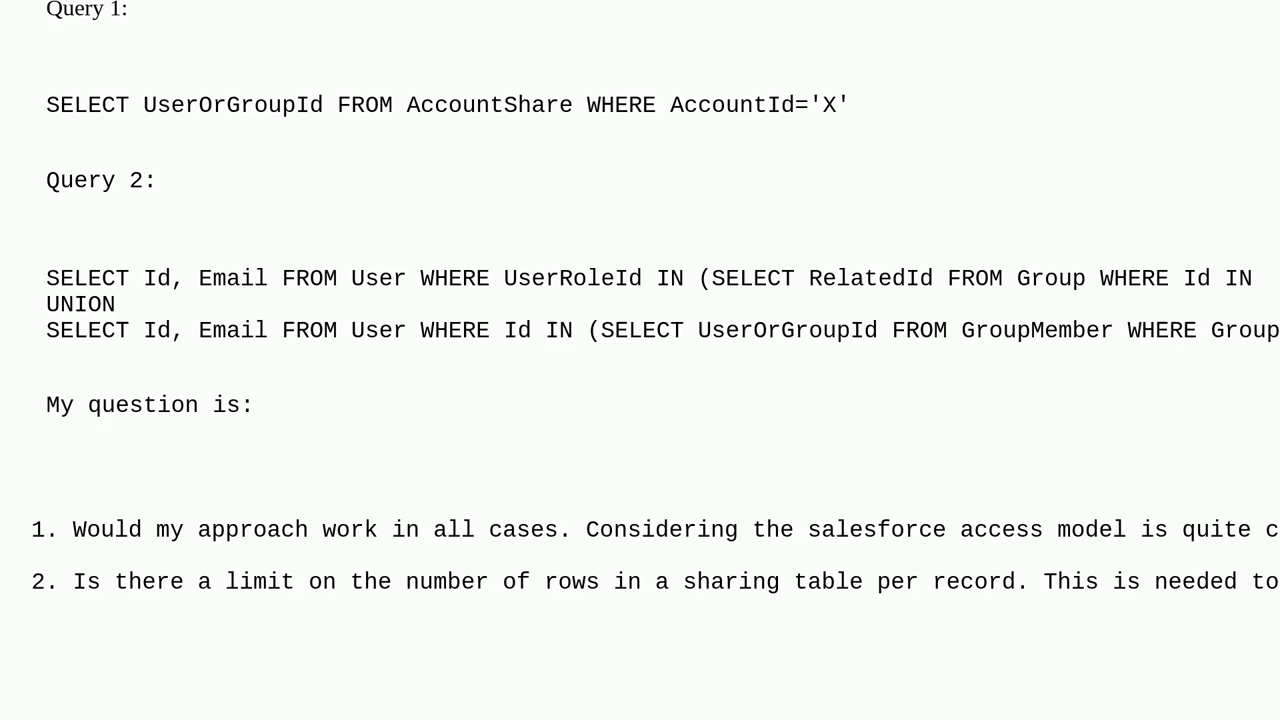 Query 1:
SELECT UserOrGroupId FROM AccountShare WHERE AccountId='X'
Query 2:
SELECT Id, Email FROM User WHERE UserRoleId IN (SELECT RelatedId FROM Group WHERE Id IN
UNION
SELECT Id, Email FROM User WHERE Id IN (SELECT UserOrGroupId FROM GroupMember WHERE Group
My question is:
1. Would my approach work in all cases. Considering the salesforce access model is quite c
2. Is there a limit on the number of rows in a sharing table per record. This is needed to